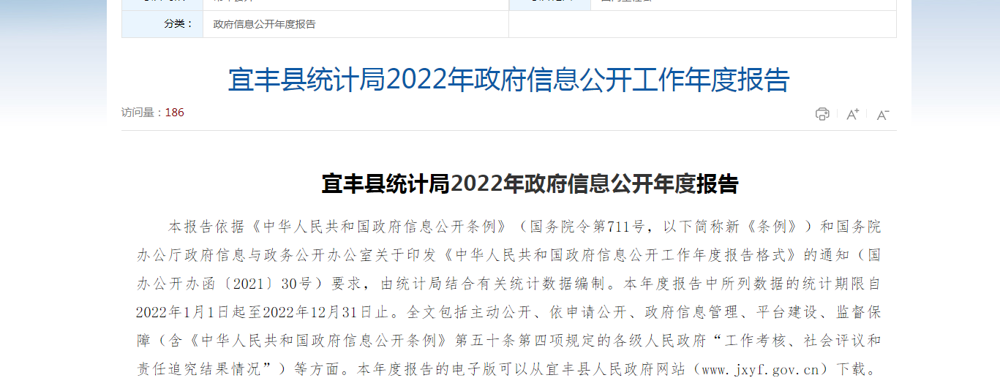 分类： 政府信息公开年度报告
宜丰县统计局2022年政府信息公开工作年度报告
访问量：186
A+ A-
宜丰县统计局2022年政府信息公开年度报告
本报告依据《中华人民共和国政府信息公开条例》（国务院令第711号，以下简称新《条例》）和国务院
办公厅政府信息与政务公开办公室关于印发《中华人民共和国政府信息公开工作年度报告格式》的通知（国
办公开办函〔2021〕30号）要求，由统计局结合有关统计数据编制。本年度报告中所列数据的统计期限自
2022年1月1日起至2022年12月31日止。全文包括主动公开、依申请公开、政府信息管理、平台建设、监督保
障（含《中华人民共和国政府信息公开条例》第五十条第四项规定的各级人民政府“工作考核、社会评议和
责任追究结果情况”）等方面。本年度报告的电子版可以从宜丰县人民政府网站（www.jxyf.gov.cn）下载。